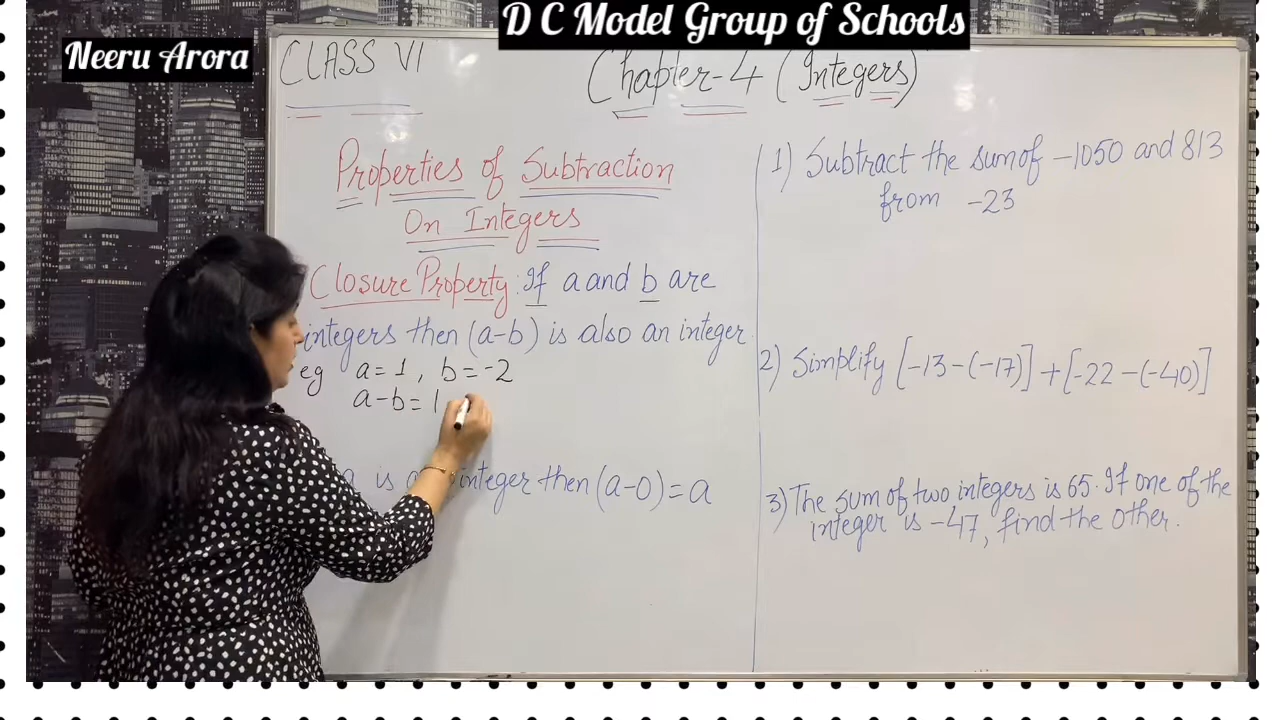 D C Model Group of Schools
Neeru Arora
CLASS VI
Chapter-4 (Integers)
Properties of Subtraction
On Integers
Closure Property: If a and b are
integers then (a-b) is also an integer.
eg a=1, b=-2
a-b=1
is integer then (a-0)=a
1) Subtract the sum of -1050 and 813
from -23
2) Simplify [-13-(-17)]+[-22-(-40)]
3) The sum of two integers is 65. If one of the
integer is -47, find the other.